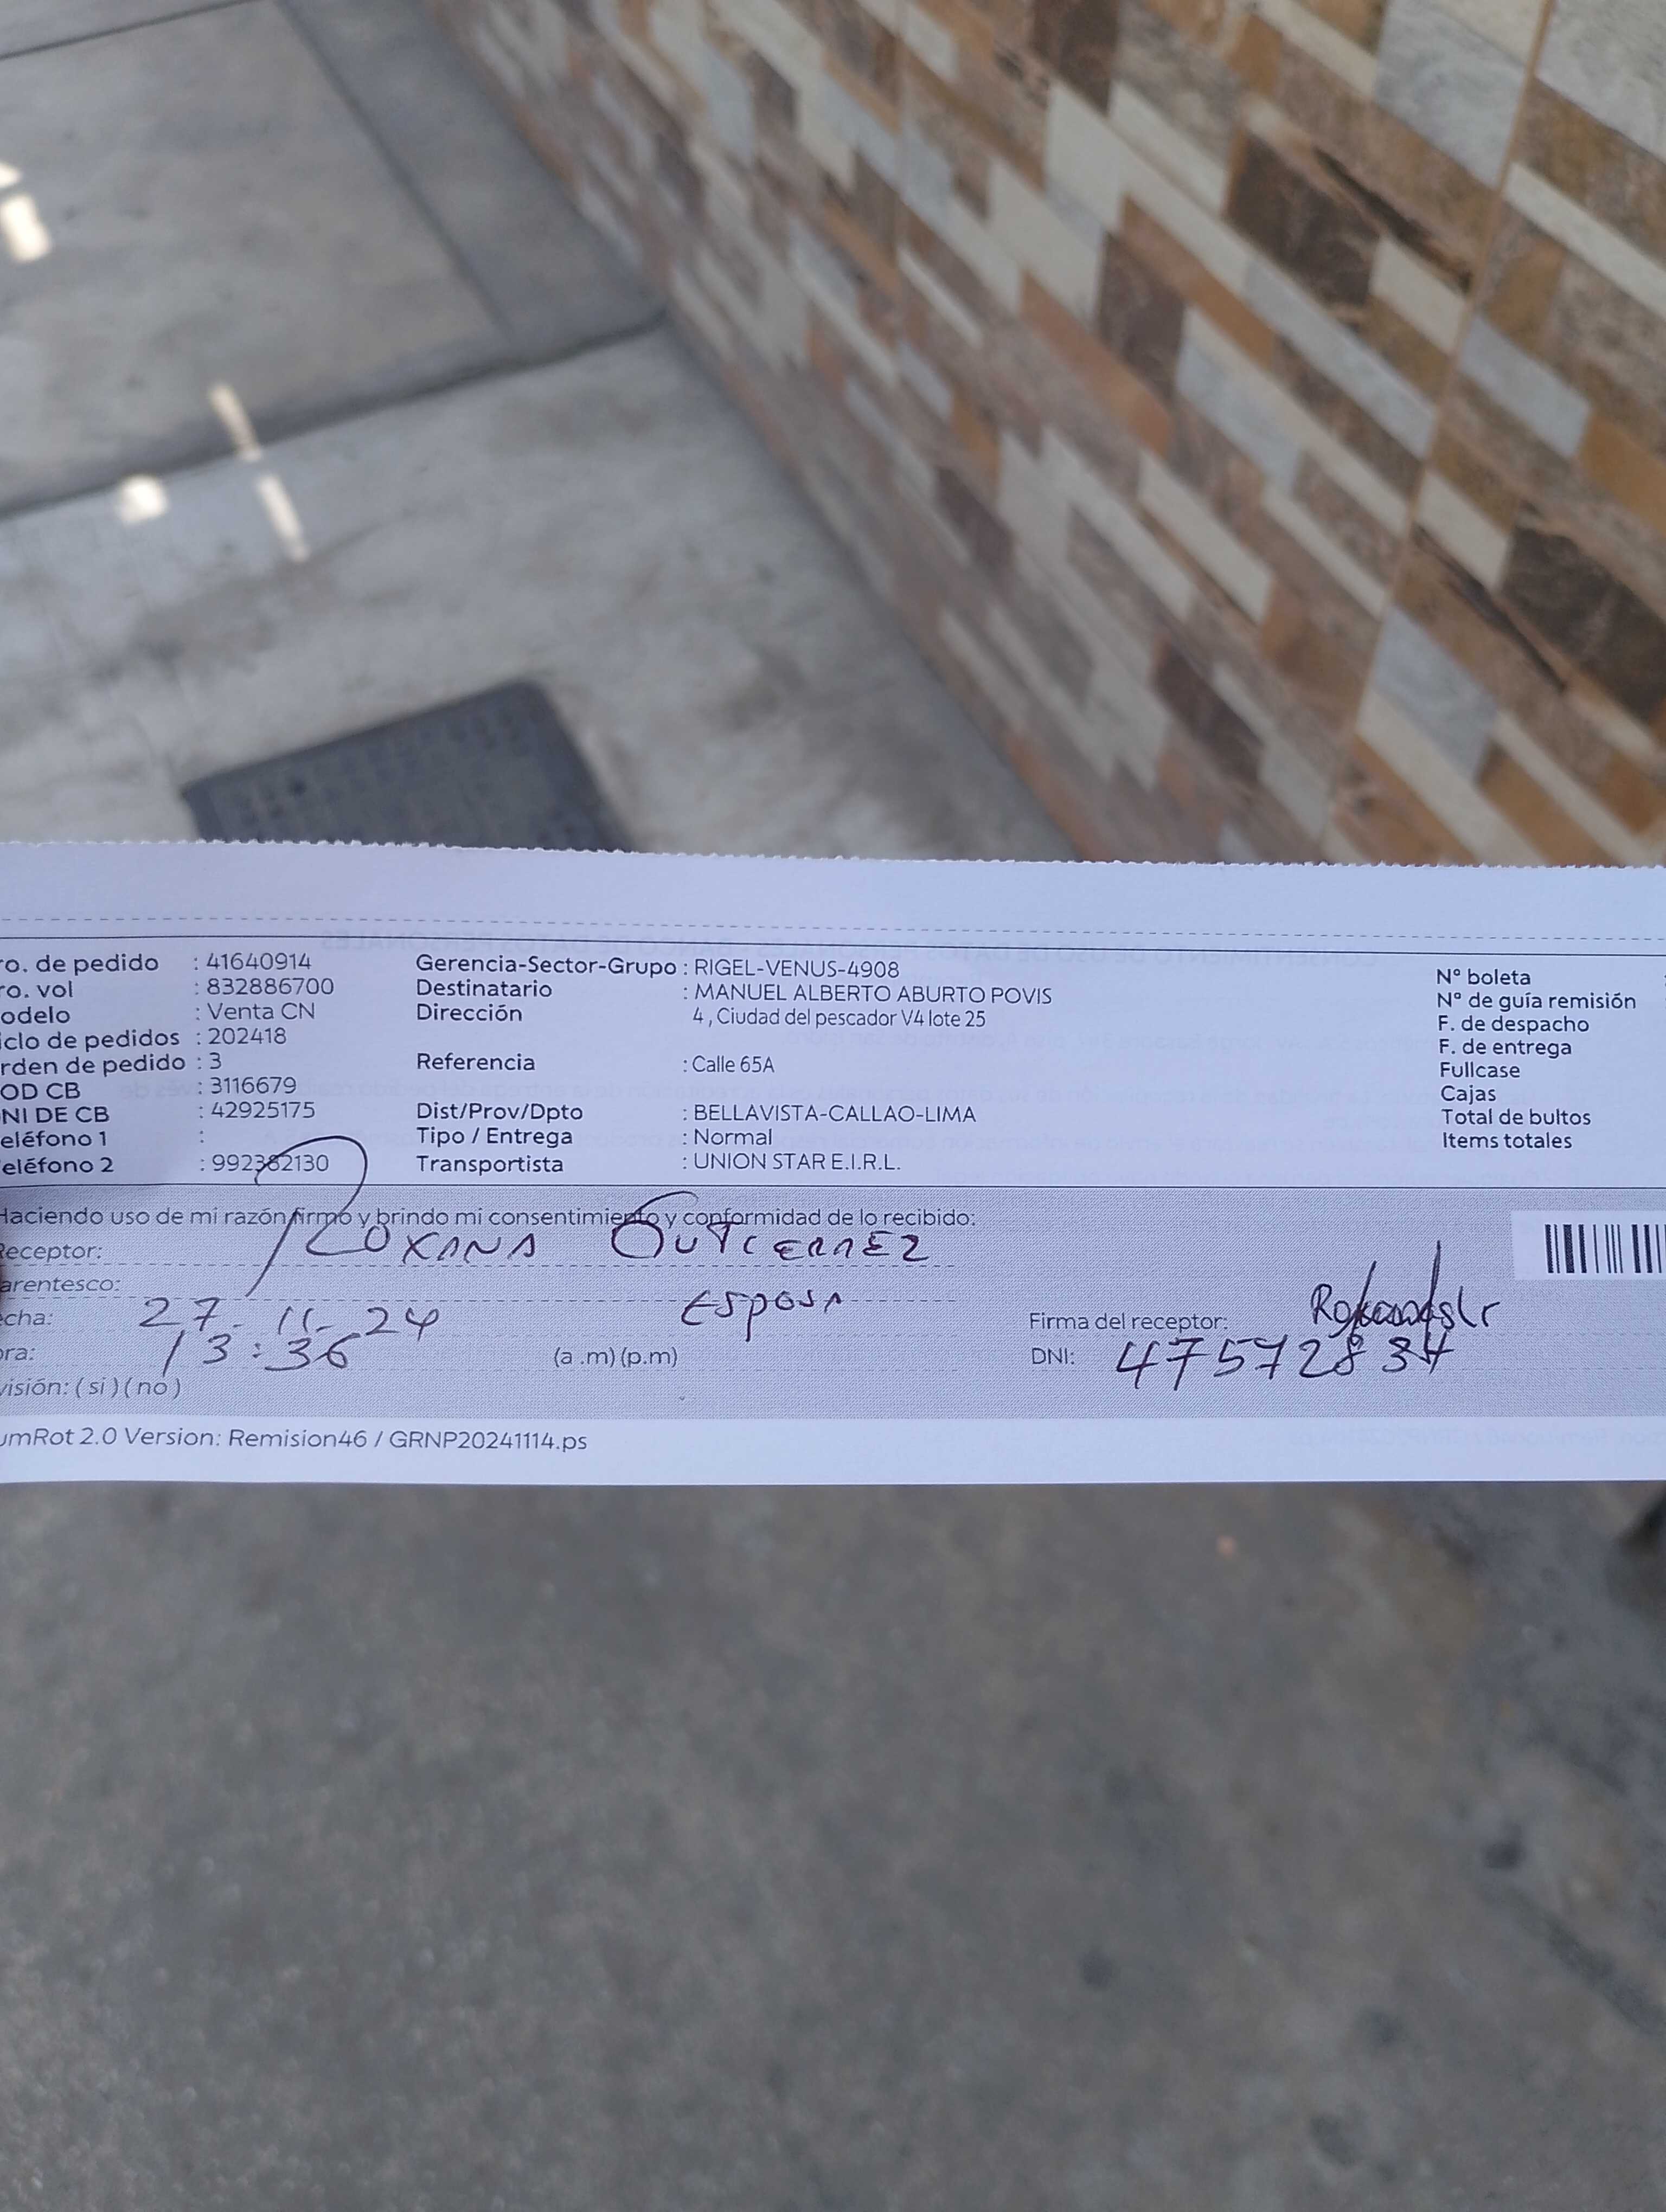 ro. de pedido : 41640914
ro. vol : 832886700
odelo : Venta CN
iclo de pedidos : 202418
rden de pedido : 3
OD CB : 3116679
NI DE CB : 42925175
eléfono 1 :
eléfono 2 : 992382130
Gerencia-Sector-Grupo : RIGEL-VENUS-4908
Destinatario : MANUEL ALBERTO ABURTO POVIS
Dirección 4 , Ciudad del pescador V4 lote 25
Referencia : Calle 65A
Dist/Prov/Dpto : BELLAVISTA-CALLAO-LIMA
Tipo / Entrega : Normal
Transportista : UNION STAR E.I.R.L.
N° boleta
N° de guía remisión
F. de despacho
F. de entrega
Fullcase
Cajas
Total de bultos
Items totales
Haciendo uso de mi razón firmo y brindo mi consentimiento y conformidad de lo recibido:
Receptor: ROXANA GUTIERREZ
arentesco: Esposa
echa: 27-11-24
ora: 13:36 (a .m) (p.m)
visión: ( si ) ( no )
Firma del receptor:
DNI: 47572834
umRot 2.0 Version: Remision46 / GRNP20241114.ps